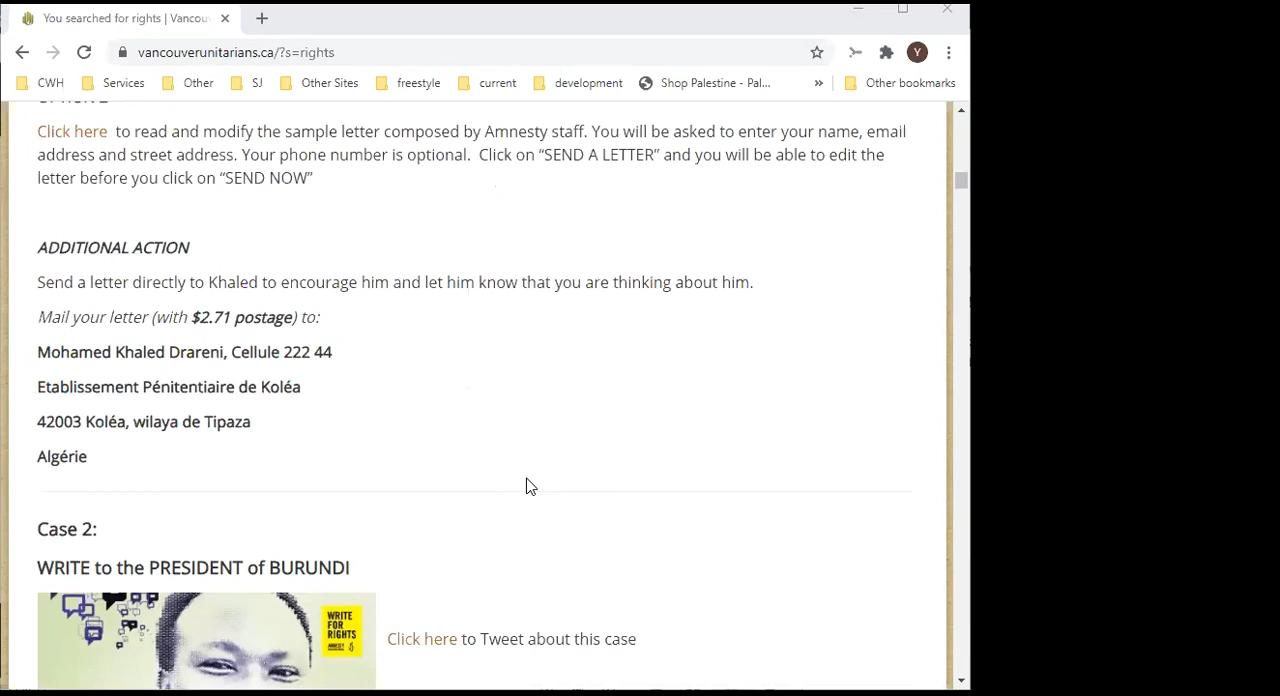 You searched for rights | Vancou
vancouverunitarians.ca/?s=rights
Y
CWH Services Other SJ Other Sites freestyle current development Shop Palestine - Pal... » Other bookmarks
Click here to read and modify the sample letter composed by Amnesty staff. You will be asked to enter your name, email
address and street address. Your phone number is optional. Click on “SEND A LETTER” and you will be able to edit the
letter before you click on “SEND NOW”
ADDITIONAL ACTION
Send a letter directly to Khaled to encourage him and let him know that you are thinking about him.
Mail your letter (with $2.71 postage) to:
Mohamed Khaled Drareni, Cellule 222 44
Etablissement Pénitentiaire de Koléa
42003 Koléa, wilaya de Tipaza
Algérie
Case 2:
WRITE to the PRESIDENT of BURUNDI
WRITE
FOR
RIGHTS
Click here to Tweet about this case